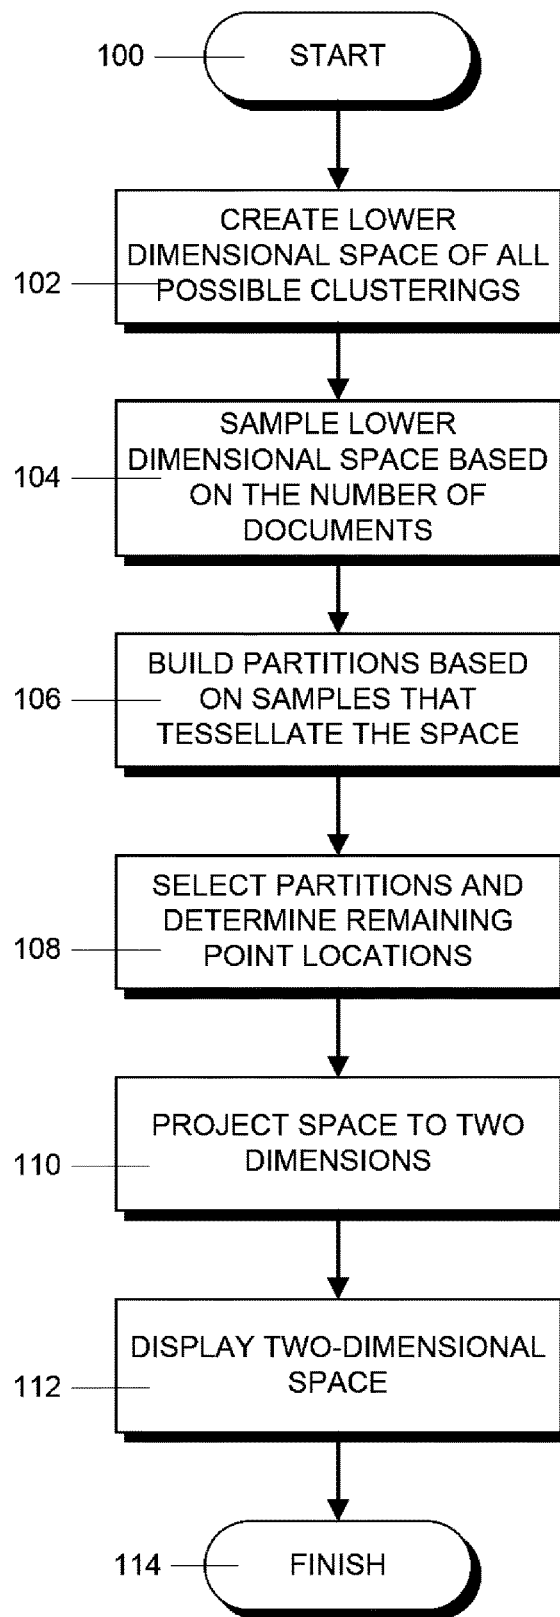 100
START
CREATE LOWER
DIMENSIONAL SPACE OF ALL
102
POSSIBLE CLUSTERINGS
SAMPLE LOWER
DIMENSIONAL SPACE BASED
104
ON THE NUMBER OF
DOCUMENTS
BUILD PARTITIONS BASED
106
ON SAMPLES THAT
TESSELLATE THE SPACE
SELECT PARTITIONS AND
DETERMINE REMAINING
108
POINT LOCATIONS
PROJECT SPACE TO TWO
110
DIMENSIONS
DISPLAY TWO-DIMENSIONAL
112
SPACE
114
FINISH